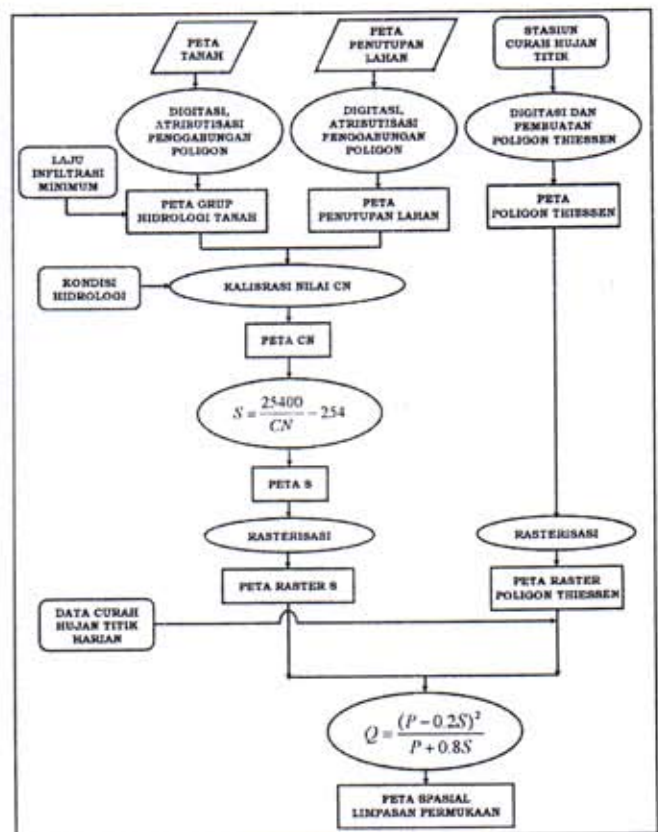 PETA
TANAH
PETA
PENUTUPAN
LAHAN
STASIUN
CURAH HUJAN
TITIK
DIGITASI,
ATRIBUTISASI
PENGGABUNGAN
POLIGON
DIGITASI,
ATRIBUTISASI
PENGGABUNGAN
POLIGON
DIGITASI DAN
PEMBUATAN
POLIGON THIESSEN
LAJU
INFILTRASI
MINIMUM
PETA GRUP
HIDROLOGI TANAH
PETA
PENUTUPAN LAHAN
PETA
POLIGON THIESSEN
KONDISI
HIDROLOGI
KALIBRASI NILAI CN
PETA CN
S = 25400/CN - 254
PETA S
RASTERISASI
RASTERISASI
PETA RASTER S
PETA RASTER
POLIGON THIESSEN
DATA CURAH
HUJAN TITIK
HARIAN
Q = (P - 0.2S)²/P + 0.8S
PETA SPASIAL
LIMPASAN PERMUKAAN